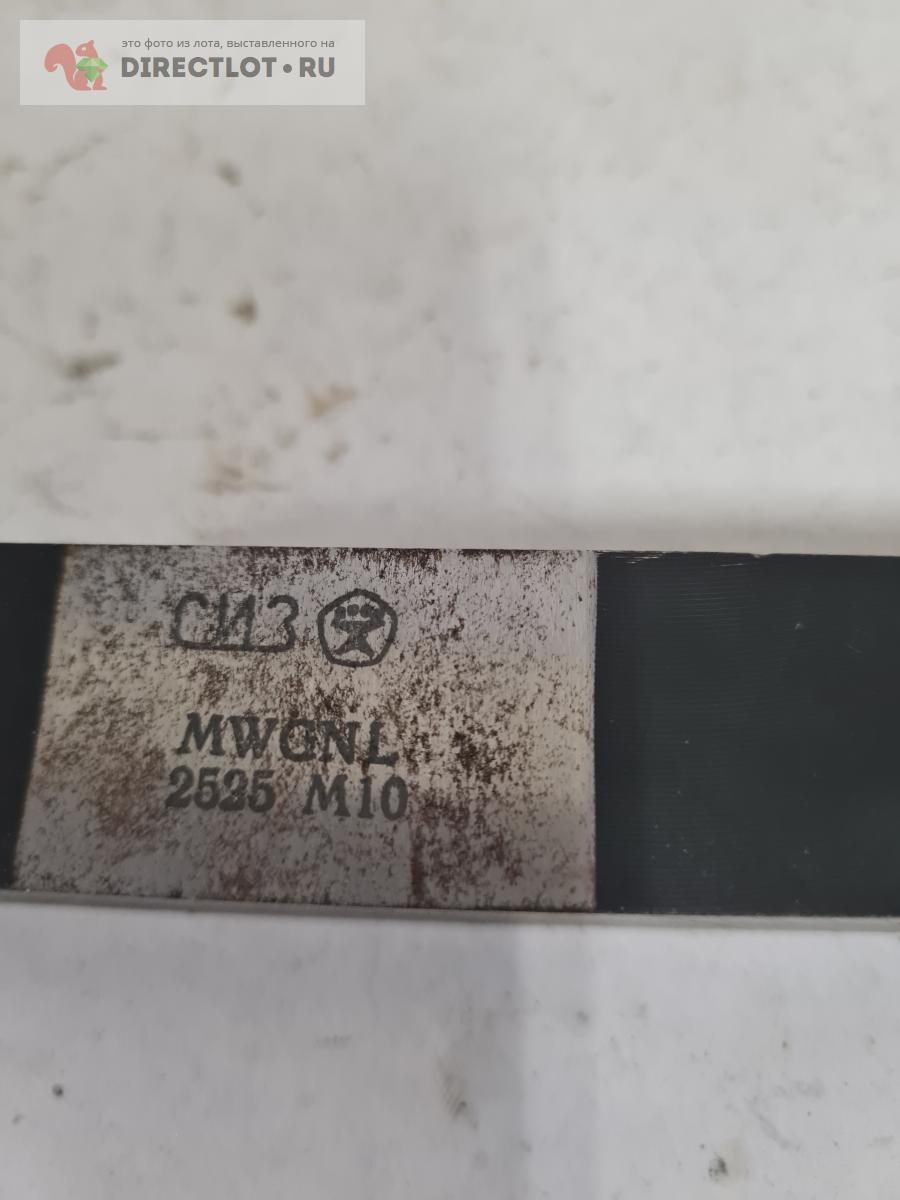 это фото из лота, выставленного на
DIRECTLOT•RU
СИЗ
MWGNL
2525 M10